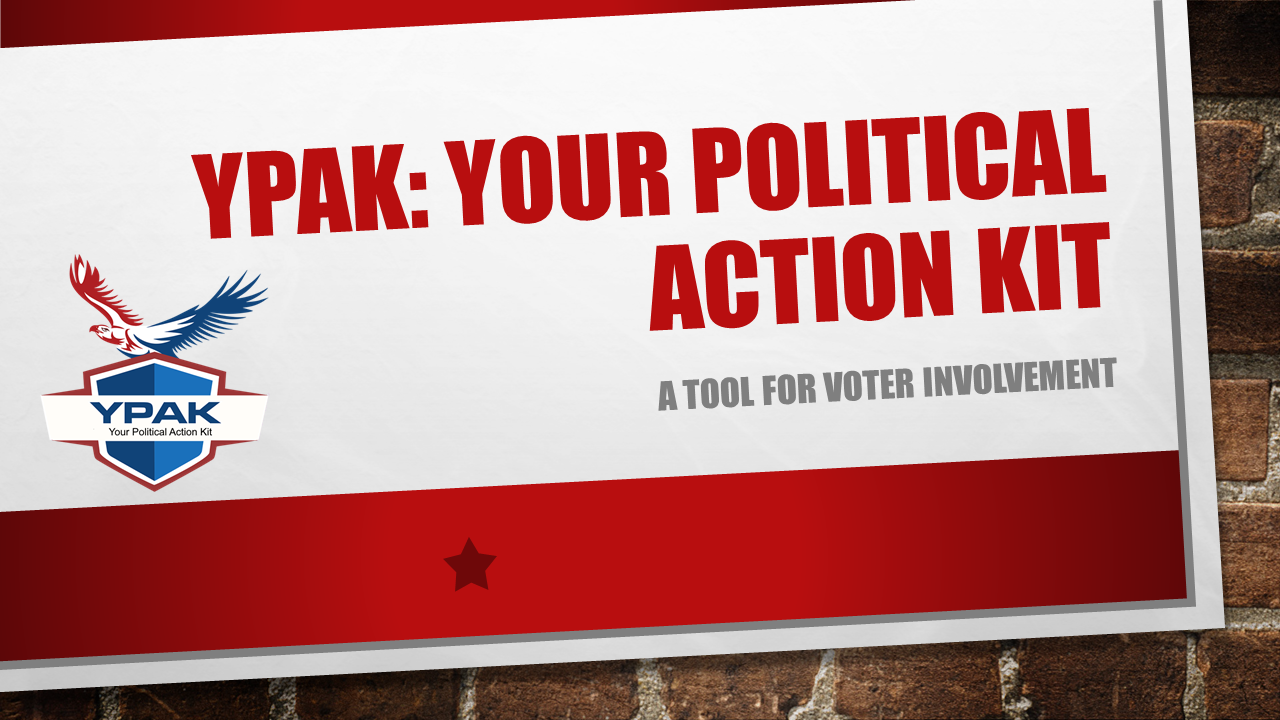 YPAK: YOUR POLITICAL
ACTION KIT
A TOOL FOR VOTER INVOLVEMENT
YPAK
Your Political Action Kit